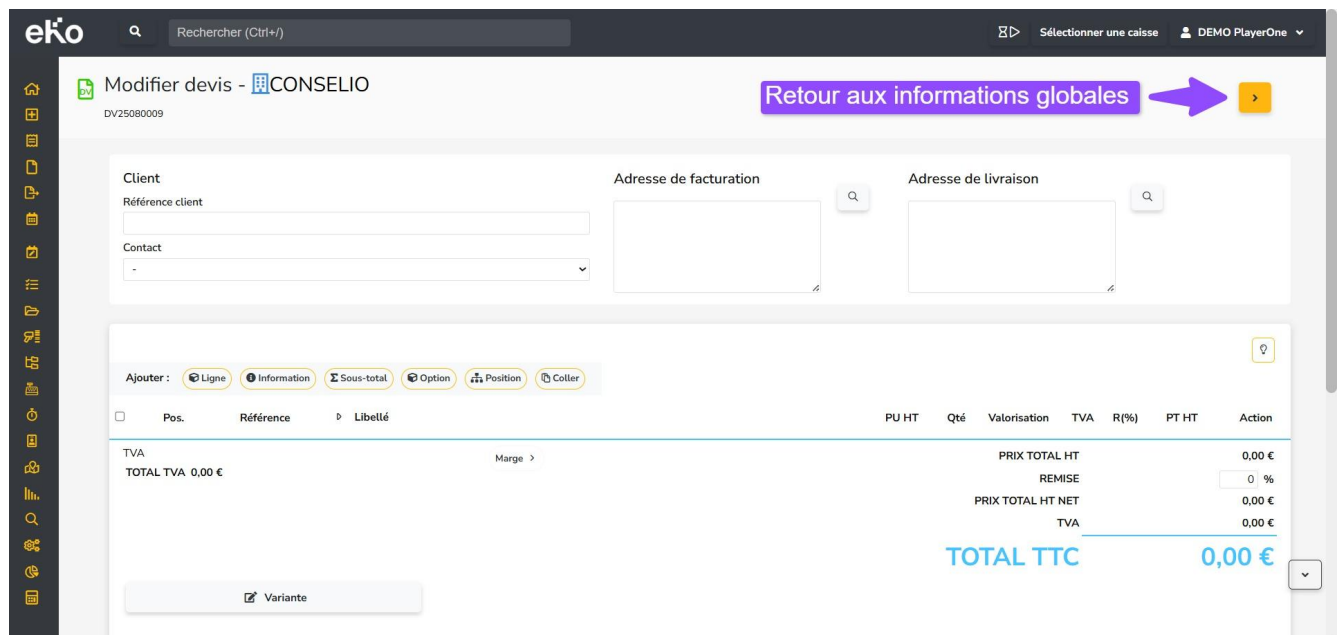 eko
Rechercher (Ctrl+/)
Sélectionner une caisse
DEMO PlayerOne
DV
Modifier devis - CONSELIO
DV25080009
Retour aux informations globales
Client
Référence client
Contact
-
Adresse de facturation
Adresse de livraison
Ajouter : Ligne Information Sous-total Option Position Coller
Pos. Référence Libellé PU HT Qté Valorisation TVA R(%) PT HT Action
TVA
TOTAL TVA 0,00 €
Marge >
PRIX TOTAL HT 0,00 €
REMISE 0 %
PRIX TOTAL HT NET 0,00 €
TVA 0,00 €
TOTAL TTC 0,00 €
Variante